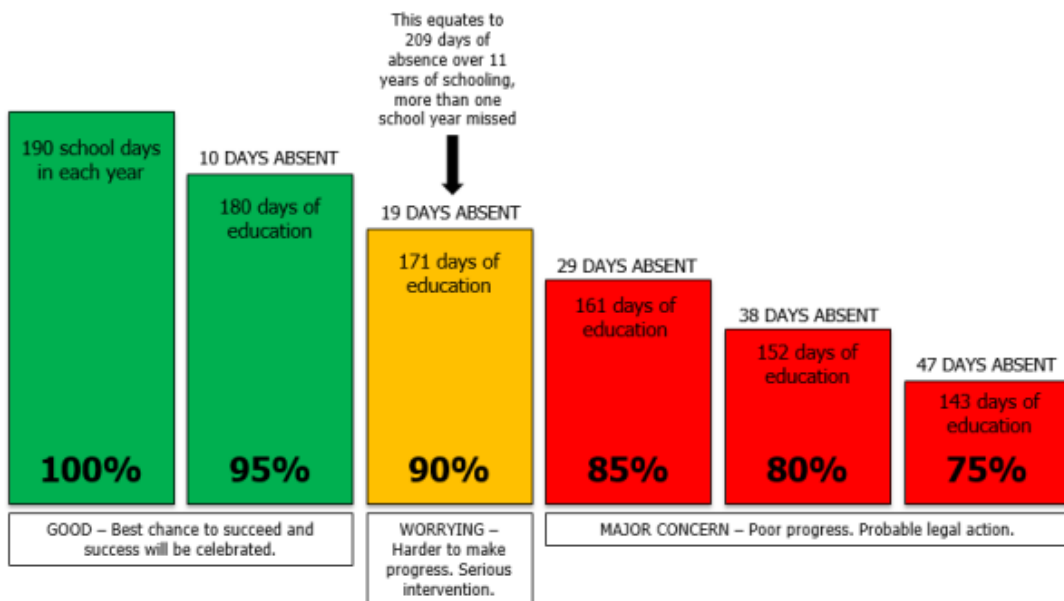 This equates to
209 days of
absence over 11
years of schooling,
more than one
school year missed
190 school days
in each year
100%
10 DAYS ABSENT
180 days of
education
95%
19 DAYS ABSENT
171 days of
education
90%
29 DAYS ABSENT
161 days of
education
85%
38 DAYS ABSENT
152 days of
education
80%
47 DAYS ABSENT
143 days of
education
75%
GOOD – Best chance to succeed and
success will be celebrated.
WORRYING –
Harder to make
progress. Serious
intervention.
MAJOR CONCERN – Poor progress. Probable legal action.